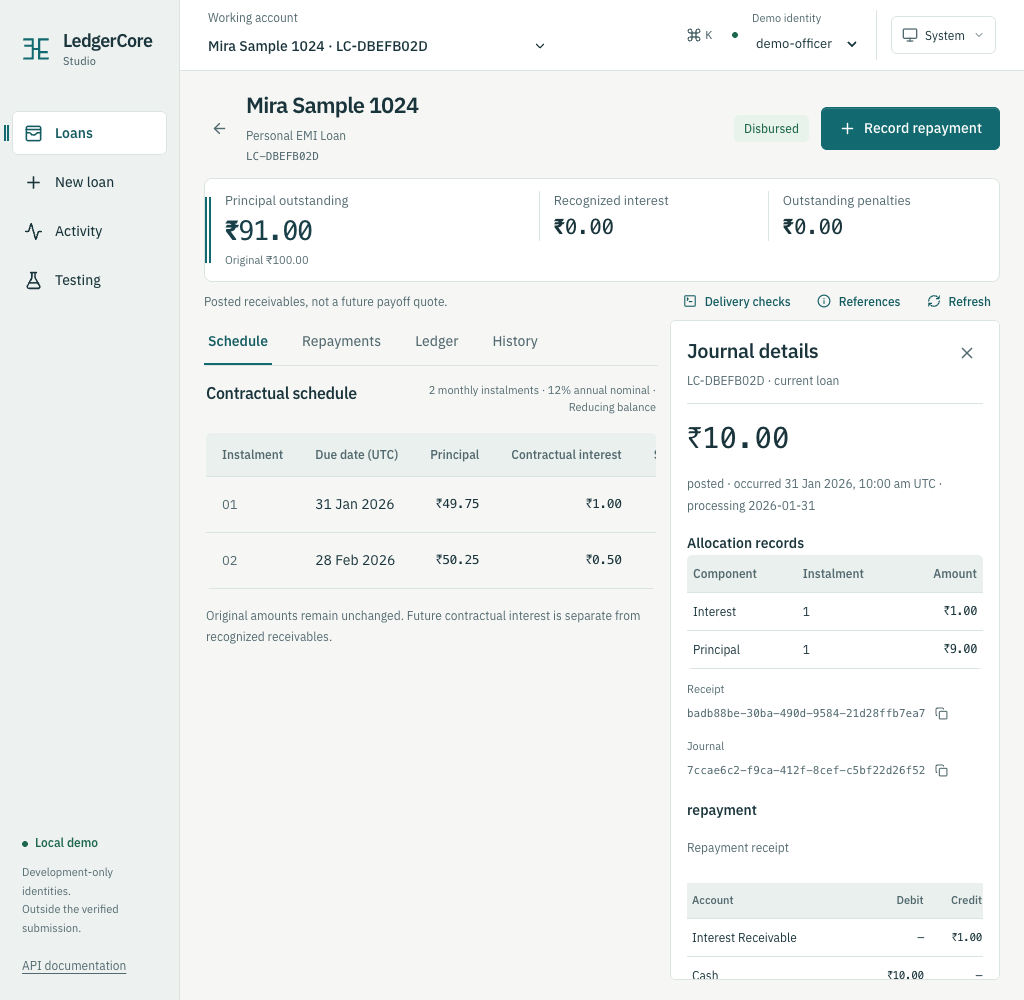 LedgerCore
Studio
Loans
New loan
Activity
Testing
Local demo
Development-only
identities.
Outside the verified
submission.
API documentation
Working account
Mira Sample 1024 · LC-DBEFB02D
⌘ K
Demo identity
demo-officer
System
Mira Sample 1024
Personal EMI Loan
LC-DBEFB02D
Disbursed
Record repayment
Principal outstanding
₹91.00
Original ₹100.00
Recognized interest
₹0.00
Outstanding penalties
₹0.00
Posted receivables, not a future payoff quote.
Delivery checks
References
Refresh
Schedule Repayments Ledger History
Contractual schedule
2 monthly instalments · 12% annual nominal ·
Reducing balance
Instalment Due date (UTC) Principal Contractual interest
01 31 Jan 2026 ₹49.75 ₹1.00
02 28 Feb 2026 ₹50.25 ₹0.50
Original amounts remain unchanged. Future contractual interest is separate from
recognized receivables.
Journal details
LC-DBEFB02D · current loan
₹10.00
posted · occurred 31 Jan 2026, 10:00 am UTC ·
processing 2026-01-31
Allocation records
Component Instalment Amount
Interest 1 ₹1.00
Principal 1 ₹9.00
Receipt
badb88be-30ba-490d-9584-21d28ffb7ea7
Journal
7ccae6c2-f9ca-412f-8cef-c5bf22d26f52
repayment
Repayment receipt
Account Debit Credit
Interest Receivable — ₹1.00
Cash ₹10.00 —